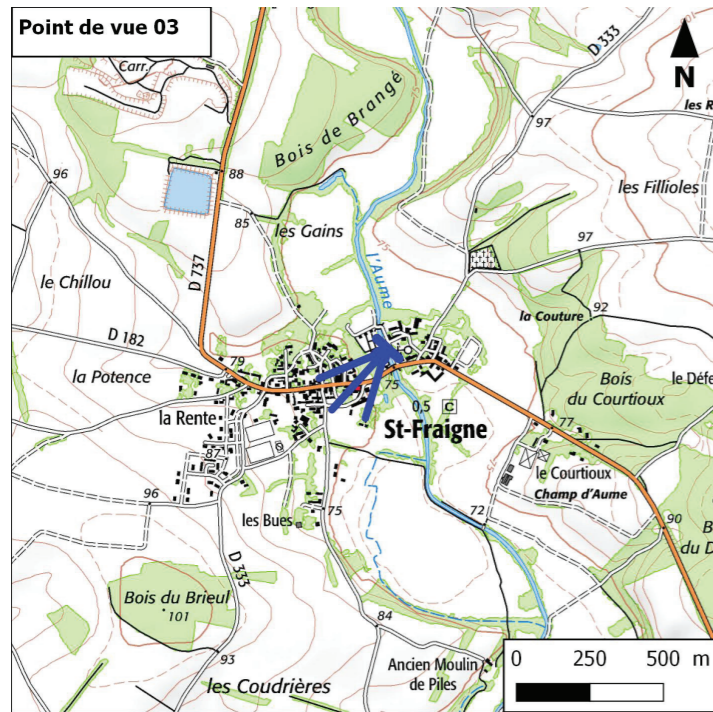 Point de vue 03
N
Carr.
D 333
les R
Bois de Brangé
75
97
96
88
les Fillioles
85
les Gains
97
l'Aume
le Chillou
D 737
la Couture
92
D 182
79
la Potence
75
Bois
du Courtioux
le Défe
0,5
C
77
la Rente
St-Fraigne
87
le Courtioux
Champ d'Aume
96
les Bues
75
72
90
B
du D
D 333
Bois du Brieul
101
84
93
Ancien Moulin
de Piles
les Coudrières
0 250 500 m